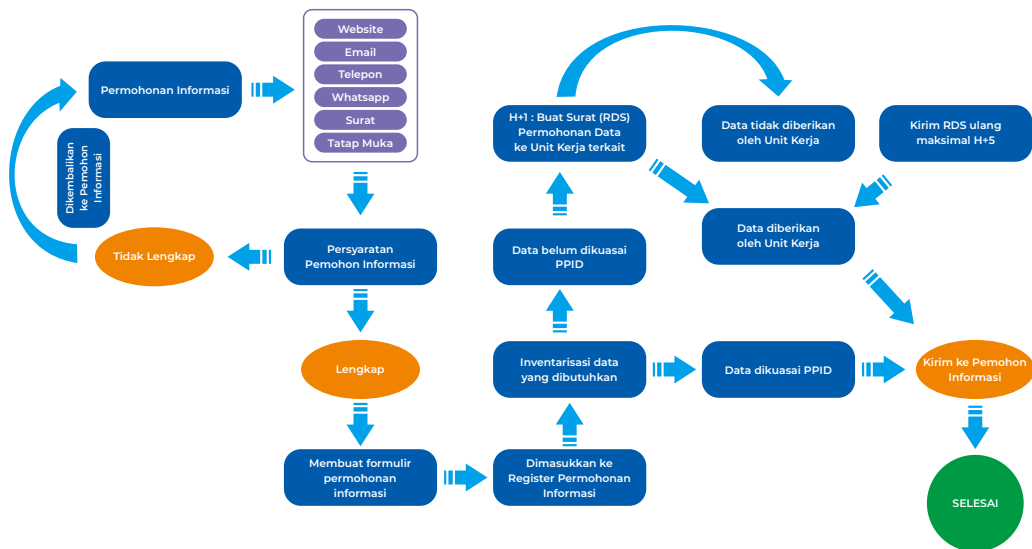 Permohonan Informasi
Website
Email
Telepon
Whatsapp
Surat
Tatap Muka
Dikembalikan
ke Pemohon
Informasi
Tidak Lengkap
Persyaratan
Pemohon Informasi
Lengkap
Membuat formulir
permohonan
informasi
Dimasukkan ke
Register Permohonan
Informasi
Inventarisasi data
yang dibutuhkan
Data belum dikuasai
PPID
H+1 : Buat Surat (RDS)
Permohonan Data
ke Unit Kerja terkait
Data tidak diberikan
oleh Unit Kerja
Kirim RDS ulang
maksimal H+5
Data diberikan
oleh Unit Kerja
Data dikuasai PPID
Kirim ke Pemohon
Informasi
SELESAI